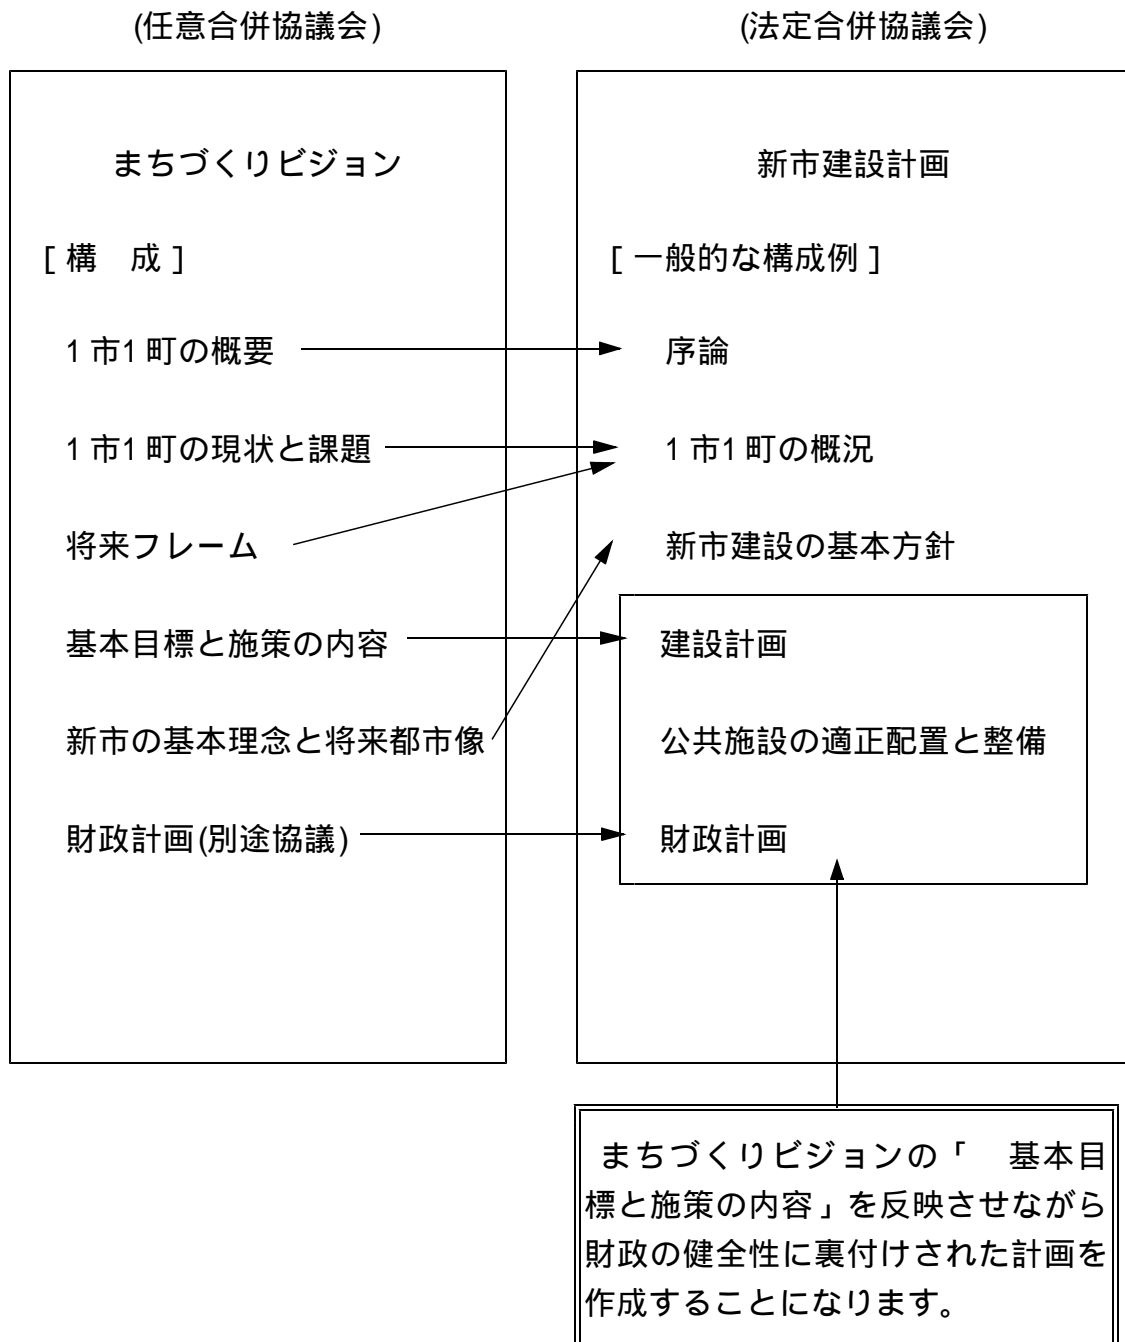 (任意合併協議会)
まちづくりビジョン
[構　成]
1市1町の概要
1市1町の現状と課題
将来フレーム
基本目標と施策の内容
新市の基本理念と将来都市像
財政計画(別途協議)
(法定合併協議会)
新市建設計画
[一般的な構成例]
序論
1市1町の概況
新市建設の基本方針
建設計画
公共施設の適正配置と整備
財政計画
まちづくりビジョンの「　基本目
標と施策の内容」を反映させながら
財政の健全性に裏付けされた計画を
作成することになります。